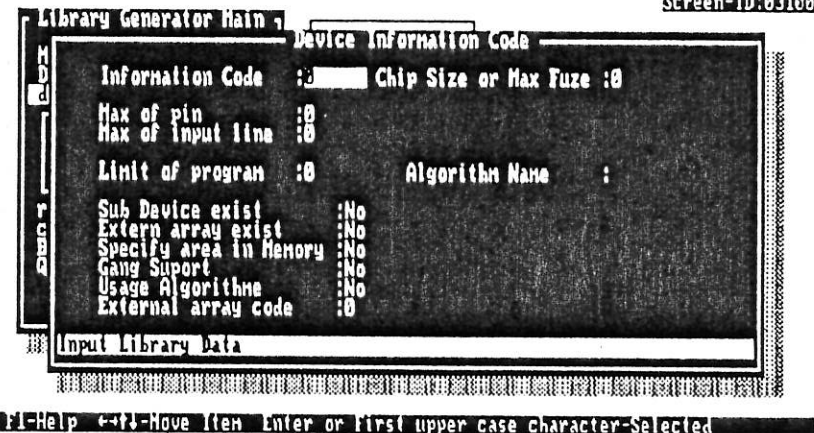 Screen-ID:03100
Library Generator Main
Device Information Code
Information Code :0 Chip Size or Max Fuze :0
Max of pin :0
Max of input line :0
Limit of program :0 Algorithm Name :
Sub Device exist :No
Extern array exist :No
Specify area in Memory :No
Gang Suport :No
Usage Algorithme :No
External array code :0
M
D
d
r
c
B
Q
Input Library Data
F1-Help ←→↑↓-Move Item Enter or First upper case character-Selected